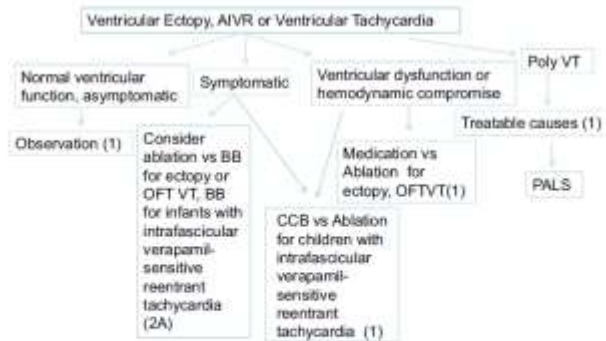 Ventricular Ectopy, AIVR or Ventricular Tachycardia
Normal ventricular
function, asymptomatic
Symptomatic
Ventricular dysfunction or
hemodynamic compromise
Poly VT
Observation (1)
Consider
ablation vs BB
for ectopy or
OFT VT, BB
for infants with
intrafascicular
verapamil-
sensitive
reentrant
tachycardia
(2A)
CCB vs Ablation
for children with
intrafascicular
verapamil-
sensitive
reentrant
tachycardia (1)
Medication vs
Ablation for
ectopy, OFTVT(1)
Treatable causes (1)
PALS